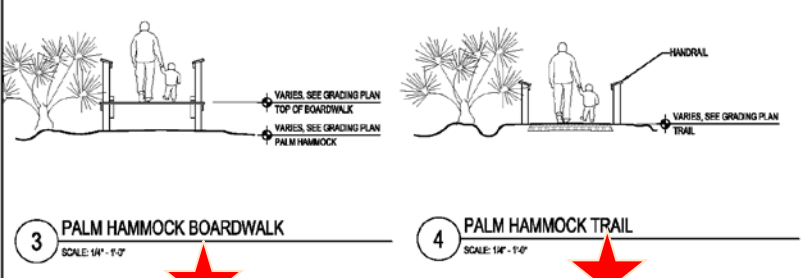 VARIES, SEE GRADING PLAN
TOP OF BOARDWALK
VARIES, SEE GRADING PLAN
PALM HAMMOCK
3
PALM HAMMOCK BOARDWALK
SCALE: 1/4" - 1'-0"
HANDRAIL
VARIES, SEE GRADING PLAN
TRAIL
4
PALM HAMMOCK TRAIL
SCALE: 1/4" - 1'-0"